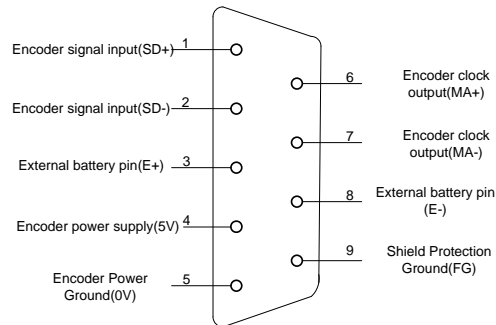 Encoder signal input(SD+) 1
Encoder signal input(SD-) 2
External battery pin(E+) 3
Encoder power supply(5V) 4
Encoder Power
Ground(0V)
5
6
Encoder clock
output(MA+)
7
Encoder clock
output(MA-)
8
External battery pin
(E-)
9
Shield Protection
Ground(FG)